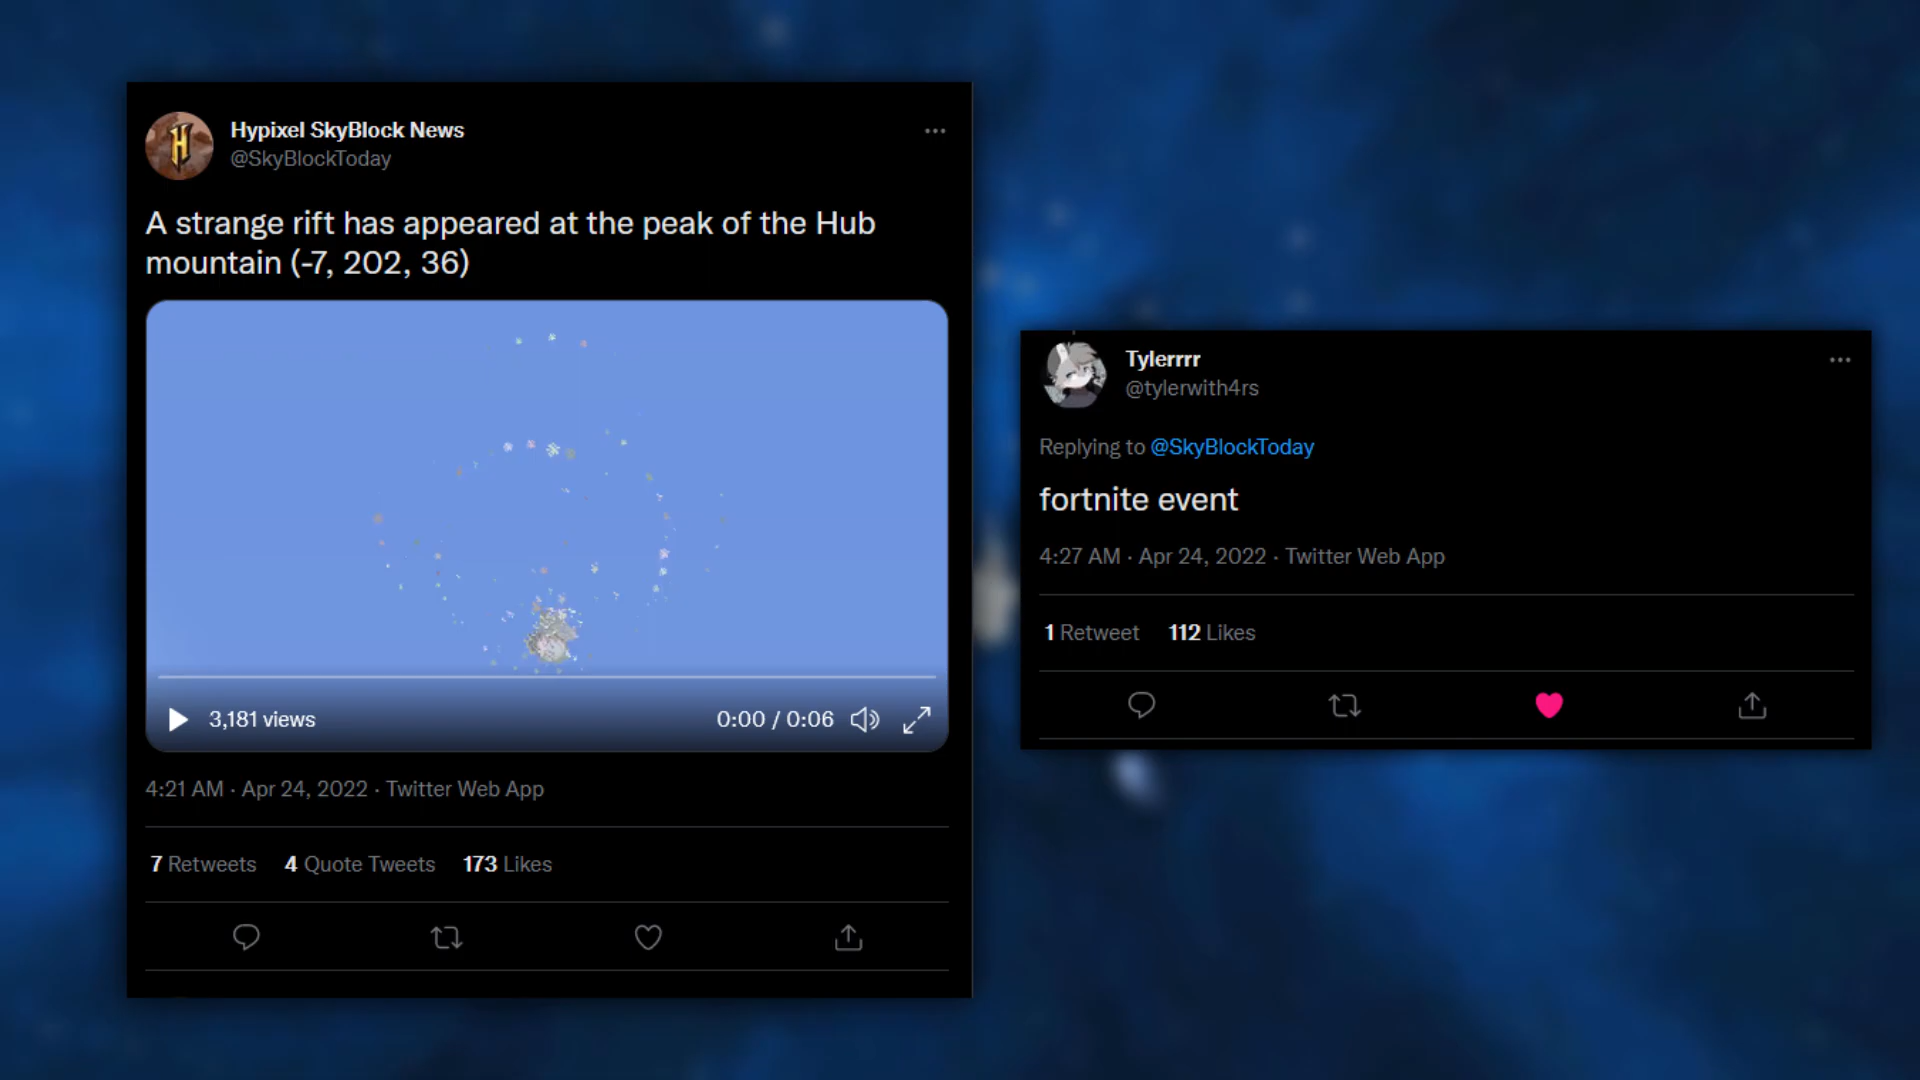 Hypixel SkyBlock News
@SkyBlockToday
A strange rift has appeared at the peak of the Hub
mountain (-7, 202, 36)
3,181 views
0:00 / 0:06
4:21 AM · Apr 24, 2022 · Twitter Web App
7 Retweets 4 Quote Tweets 173 Likes
Tylerrrr
@tylerwith4rs
Replying to @SkyBlockToday
fortnite event
4:27 AM · Apr 24, 2022 · Twitter Web App
1 Retweet 112 Likes